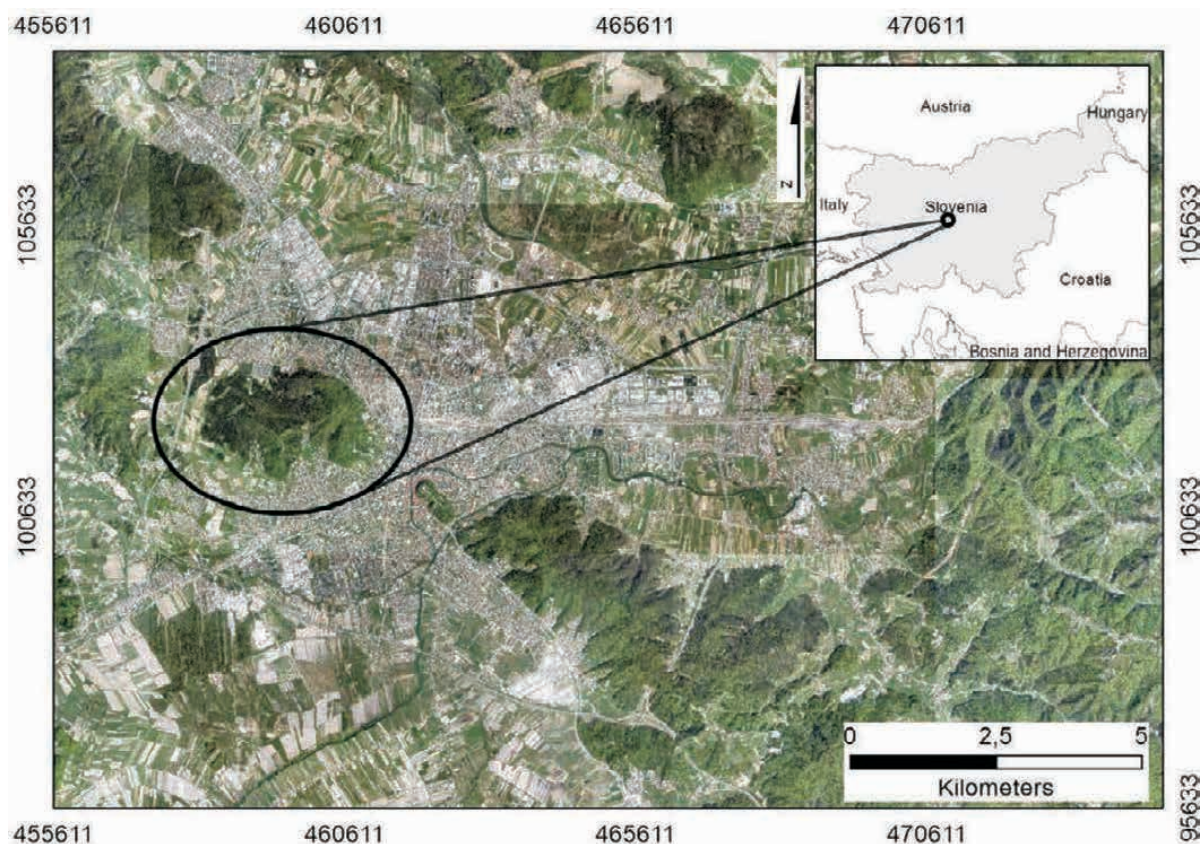 455611 460611 465611 470611
Austria
Hungary
Italy
Slovenia
Croatia
Bosnia and Herzegovina
N
105633
105633
100633
100633
0 2,5 5
Kilometers
95633
455611 460611 465611 470611